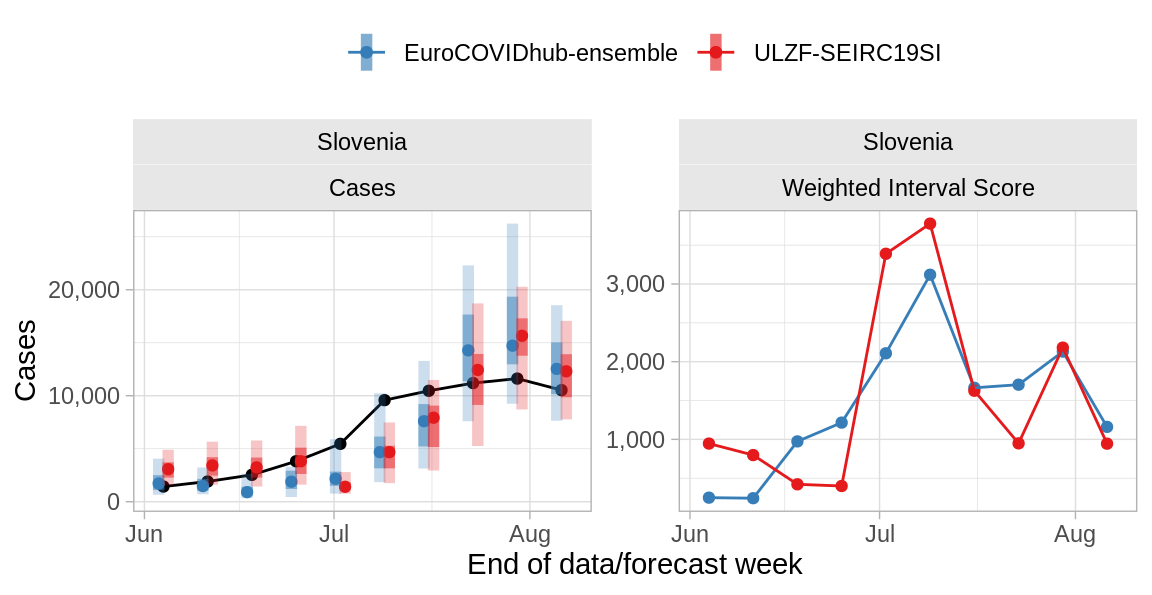 EuroCOVIDhub-ensemble ULZF-SEIRC19SI
Slovenia Slovenia
Cases Weighted Interval Score
Cases
20,000
10,000
0
3,000
2,000
1,000
Jun Jul Aug Jun Jul Aug
End of data/forecast week